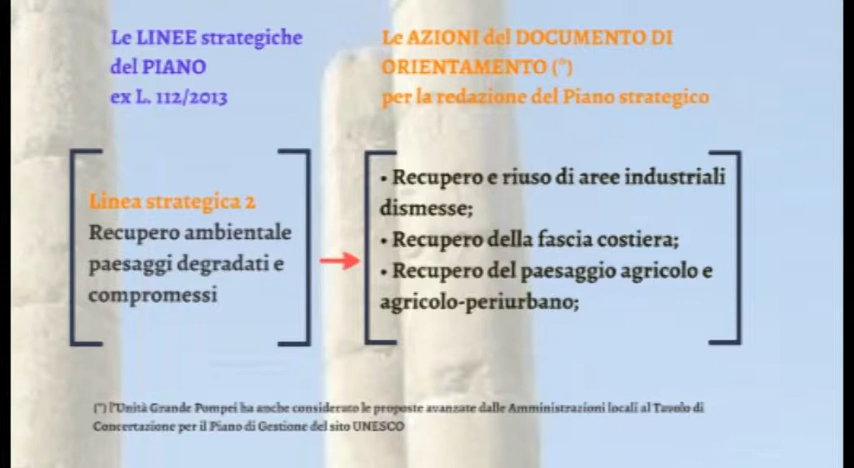 Le LINEE strategiche
del PIANO
ex L. 112/2013
Le AZIONI del DOCUMENTO DI
ORIENTAMENTO (*)
per la redazione del Piano strategico
Linea strategica 2
Recupero ambientale
paesaggi degradati e
compromessi
• Recupero e riuso di aree industriali
dismesse;
• Recupero della fascia costiera;
• Recupero del paesaggio agricolo e
agricolo-periurbano;
(*) l'Unità Grande Pompei ha anche considerato le proposte avanzate dalle Amministrazioni locali al Tavolo di
Concertazione per il Piano di Gestione del sito UNESCO